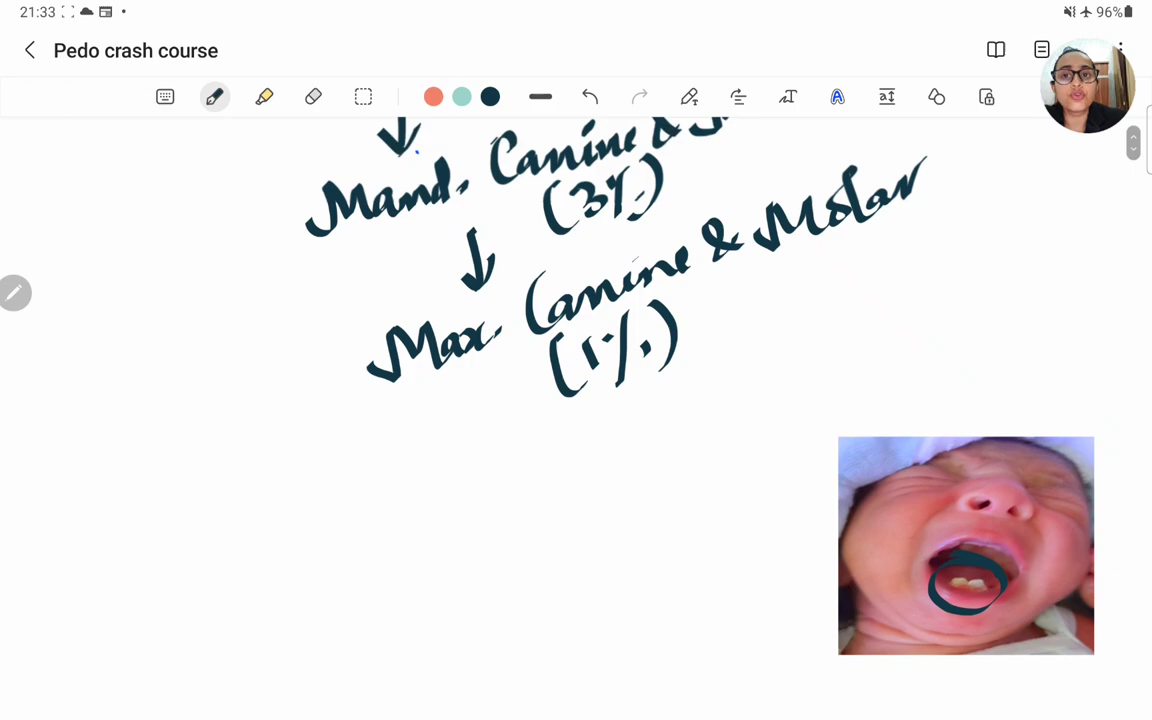 21:33
96%
Pedo crash course
Mand. Canine &
(3%)
Max. Canine & Molar
(1%)